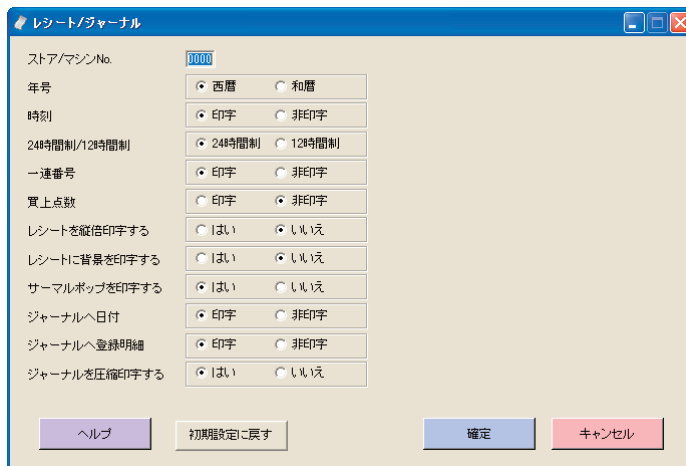 レシート/ジャーナル
ストア/マシンNo. 0000
年号 西暦 和暦
時刻 印字 非印字
24時間制/12時間制 24時間制 12時間制
一連番号 印字 非印字
買上点数 印字 非印字
レシートを縦倍印字する はい いいえ
レシートに背景を印字する はい いいえ
サーマルポップを印字する はい いいえ
ジャーナルへ日付 印字 非印字
ジャーナルへ登録明細 印字 非印字
ジャーナルを圧縮印字する はい いいえ
ヘルプ 初期設定に戻す 確定 キャンセル